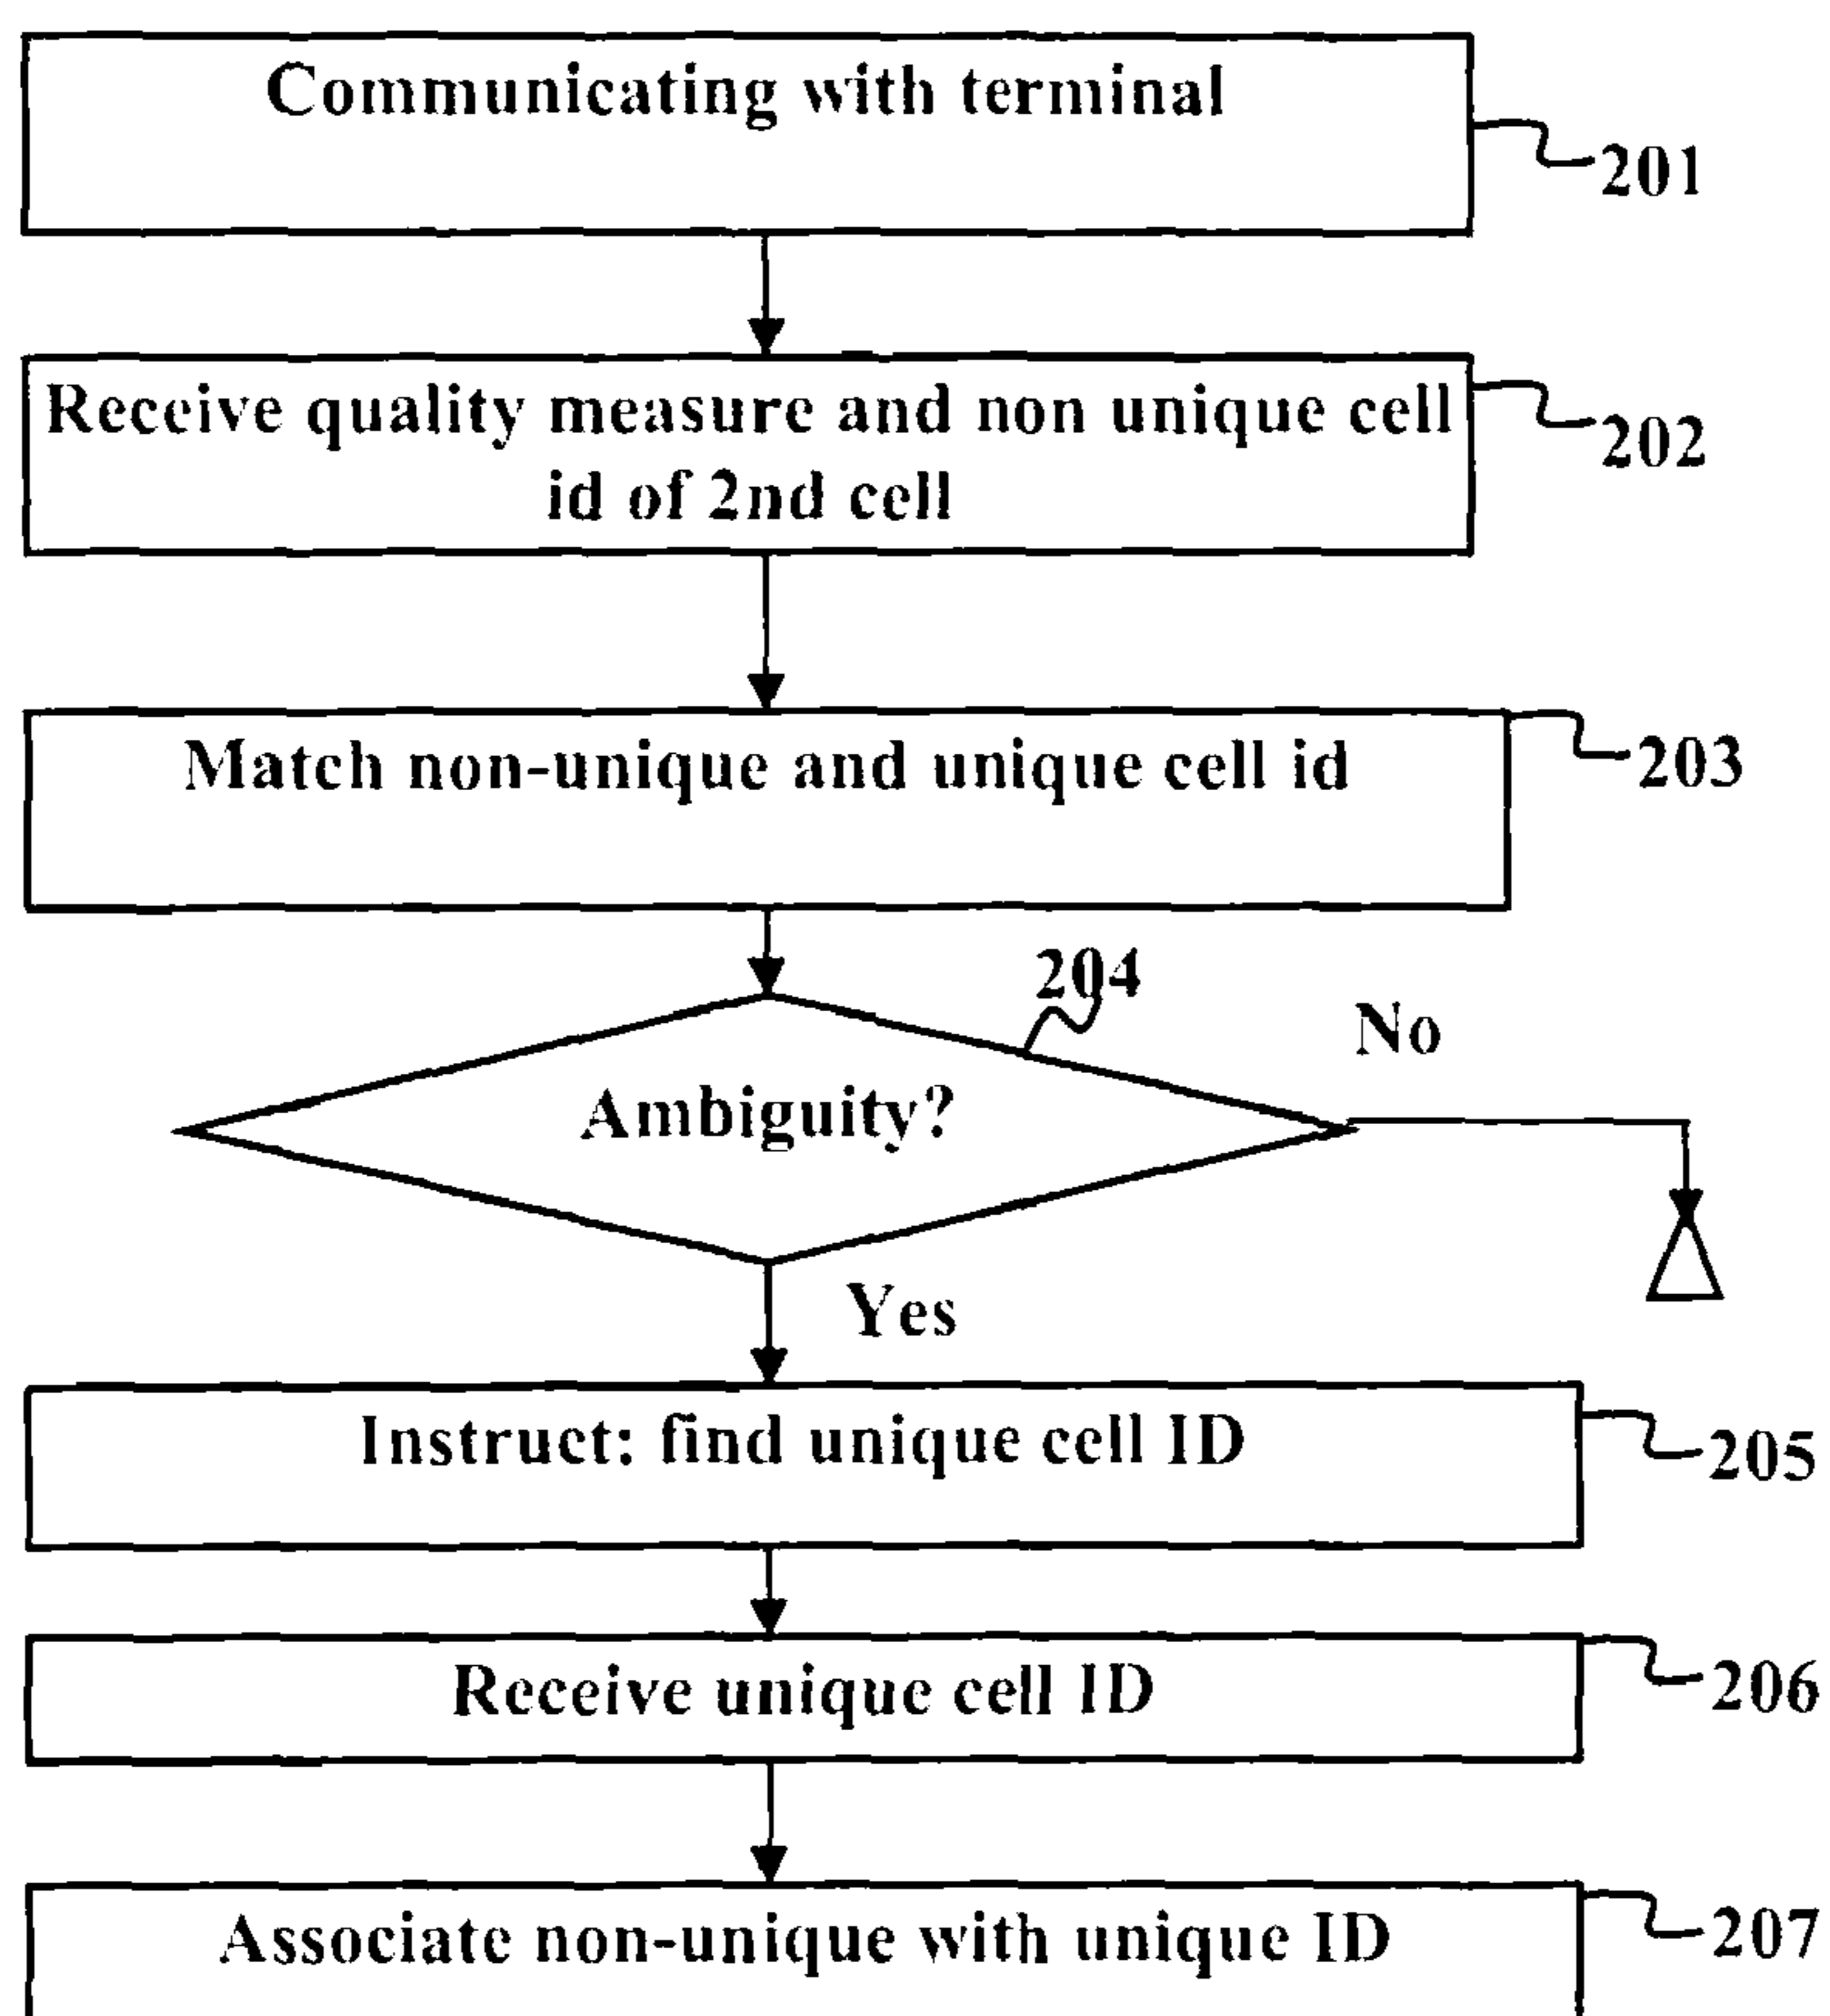 Communicating with terminal
201
Receive quality measure and non unique cell
id of 2nd cell
202
Match non-unique and unique cell id
203
204
No
Ambiguity?
Yes
Instruct: find unique cell ID
205
Receive unique cell ID
206
Associate non-unique with unique ID
207